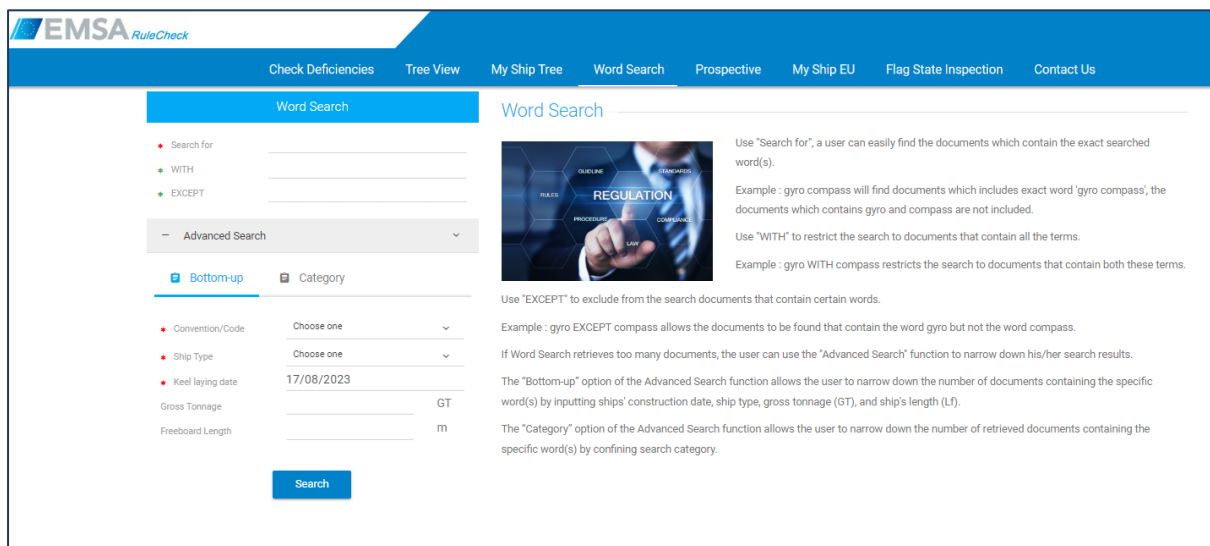 EMSA RuleCheck
Check Deficiencies Tree View My Ship Tree Word Search Prospective My Ship EU Flag State Inspection Contact Us
Word Search
* Search for
* WITH
* EXCEPT
− Advanced Search
Bottom-up Category
* Convention/Code Choose one
* Ship Type Choose one
* Keel laying date 17/08/2023
Gross Tonnage GT
Freeboard Length m
Search
Word Search
GUIDLINE STANDARDS
RULES REGULATION
PROCEDURE COMPLIANCE
LAW
Use "Search for", a user can easily find the documents which contain the exact searched
word(s).
Example : gyro compass will find documents which includes exact word 'gyro compass', the
documents which contains gyro and compass are not included.
Use "WITH" to restrict the search to documents that contain all the terms.
Example : gyro WITH compass restricts the search to documents that contain both these terms.
Use "EXCEPT" to exclude from the search documents that contain certain words.
Example : gyro EXCEPT compass allows the documents to be found that contain the word gyro but not the word compass.
If Word Search retrieves too many documents, the user can use the "Advanced Search" function to narrow down his/her search results.
The "Bottom-up" option of the Advanced Search function allows the user to narrow down the number of documents containing the specific
word(s) by inputting ships' construction date, ship type, gross tonnage (GT), and ship's length (Lf).
The "Category" option of the Advanced Search function allows the user to narrow down the number of retrieved documents containing the
specific word(s) by confining search category.